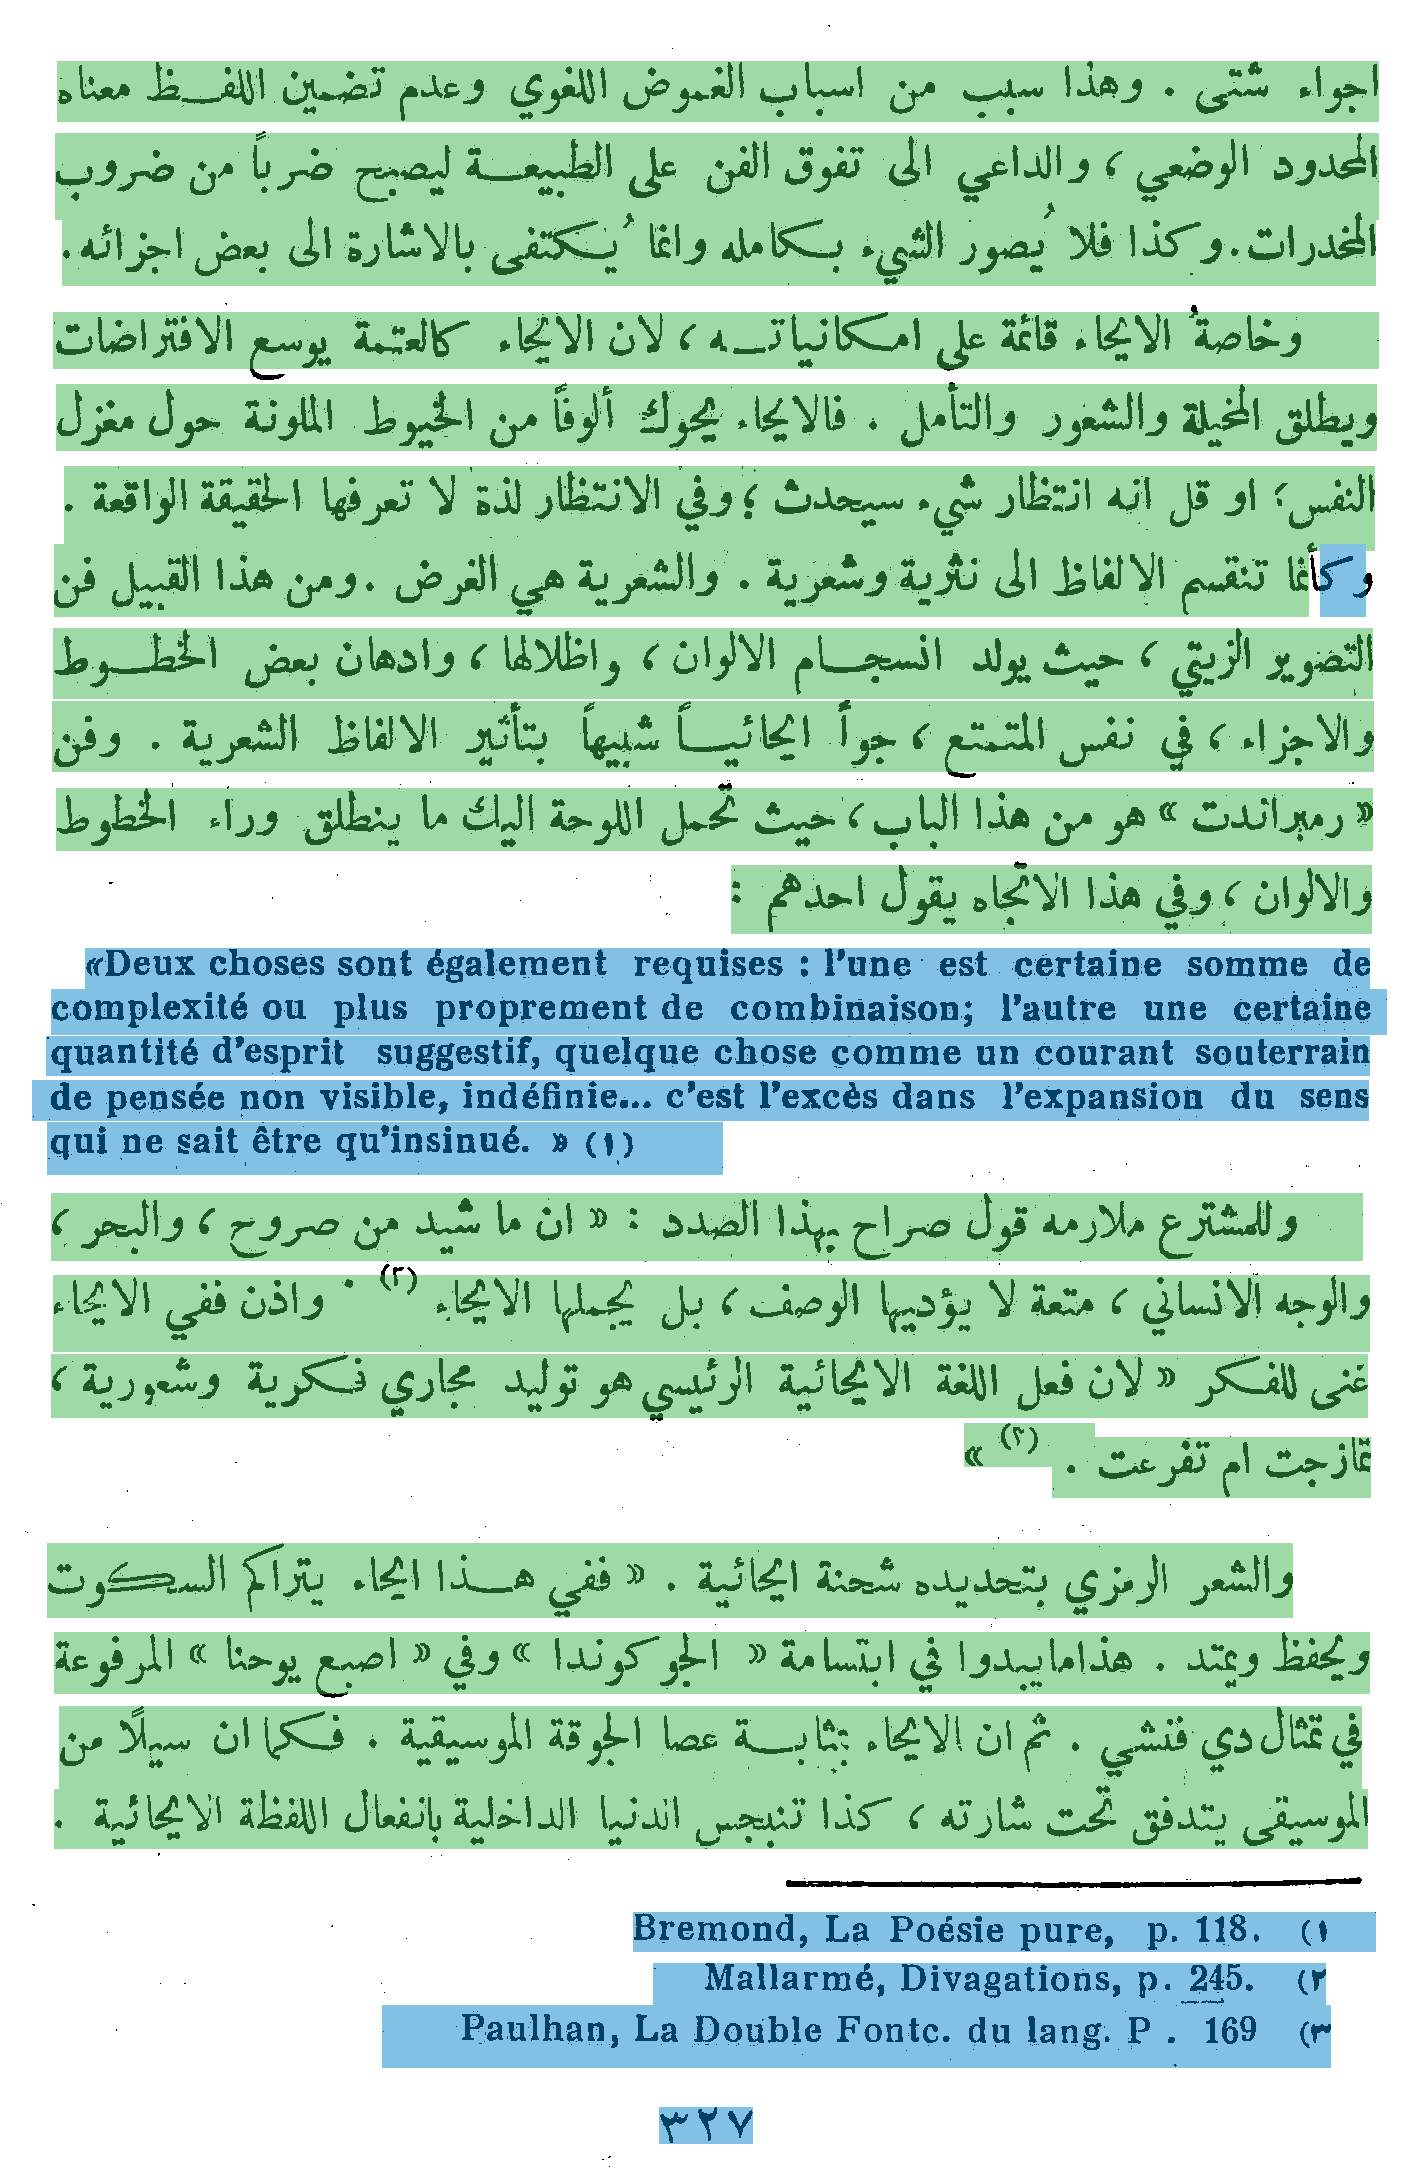 اجواء شتى . وهذا سبب من اسباب الغموض اللغوي وعدم تضمين اللفـظ معناه
المحدود الوضعي ، والداعي الى تفوق الفن على الطبيعـة ليصبح ضرباً من ضروب
المخدرات . وكذا فلا يُصور الشيء بكامله وانما يُكتفى بالاشارة الى بعض اجزائه .
وخاصةُ الايحاء قائمة على امكانياتـه ، لان الايحاء كالعتمة يوسع الافتراضات
ويطلق المخيلة والشعور والتأمل . فالايحاء يحوك ألوفاً من الخيوط الملونة حول مغزل
النفس ؛ او قل انه انتظار شيء سيحدث ؛ وفي الانتظار لذة لا تعرفها الحقيقة الواقعة .
وكأنما تنقسم الالفاظ الى نثرية وشعرية . والشعرية هي الغرض . ومن هذا القبيل فن
التصوير الزيتي ، حيث يولد انسجـام الالوان ، واظلالها ، وادهان بعض الخطـوط
والاجزاء ، في نفس المتمتع ، جواً ايحائيـاً شبيهاً بتأثير الالفاظ الشعرية . وفن
« رمبراندت » هو من هذا الباب ، حيث تحمل اللوحة اليك ما ينطلق وراء الخطوط
والالوان ، وفي هذا الاتجاه يقول احدهم :
«Deux choses sont également requises : l'une est certaine somme de
complexité ou plus proprement de combinaison; l'autre une certaine
quantité d'esprit suggestif, quelque chose comme un courant souterrain
de pensée non visible, indéfinie... c'est l'excès dans l'expansion du sens
qui ne sait être qu'insinué. » (١)
وللمشترع ملارمه قول صراح بهذا الصدد : « ان ما شيد من صروح ، والبحر ،
والوجه الانساني ، متعة لا يؤديها الوصف ، بل يجملها الايحاء (٢) . واذن ففي الايحاء
غنى للفكر « لان فعل اللغة الايحائية الرئيسي هو توليد مجاري فكرية وشعورية ،
تمازجت ام تفرعت . (٣) »
والشعر الرمزي بتحديده شحنة ايحائية . « ففي هـذا ايحاء يتراكم السكوت
ويحفظ ويمتد . هذامايبدوا في ابتسامة « الجوكوندا » وفي « اصبع يوحنا » المرفوعة
في تمثال دي فنشي . ثم ان الايحاء بمثابـة عصا الجوقة الموسيقية . فكما ان سيلاً من
الموسيقى يتدفق تحت شارته ، كذا تنبجس الدنيا الداخلية بانفعال اللفظة الايحائية .
١) Bremond, La Poésie pure, p. 118.
٢) Mallarmé, Divagations, p. 245.
٣) Paulhan, La Double Fontc. du lang. P . 169
٣٢٧